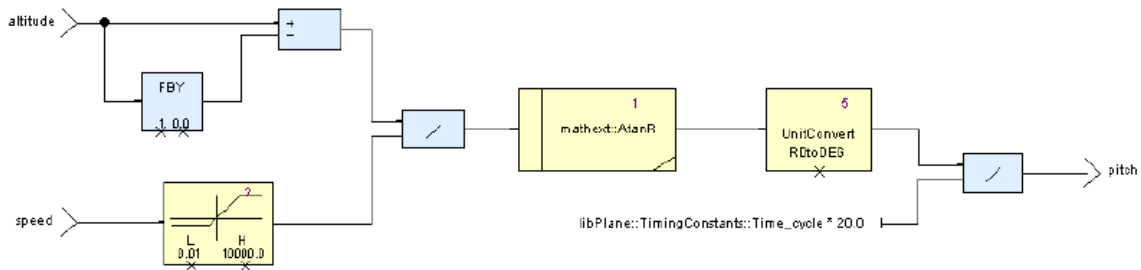 altitude
+
−
FBY
1 0.0
1
5
mathext::AtanR
UnitConvert
RDtoDEG
/
/
pitch
speed
2
L H
0.01 10000.0
libPlane::TimingConstants::Time_cycle * 20.0